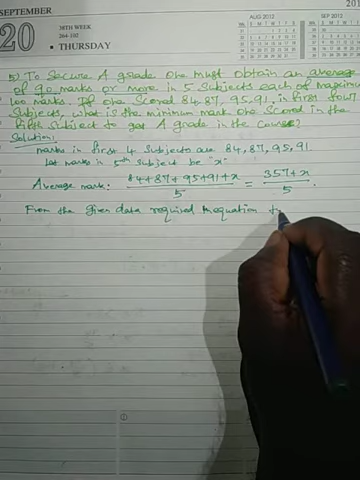 SEPTEMBER
38TH WEEK
264-102
20
THURSDAY
AUG 2012
SEP 2012
201
5) To Secure A grade one must obtain an average
of 90 marks or more in 5 Subjects each of maximum
100 marks. If one Scored 84, 87, 95, 91, in first four
Subjects, what is the minimum mark one Scored in the
fifth Subject to get A grade in the course?
Solution:
marks in first 4 Subjects are 84, 87, 95, 91
Let marks in 5th subject be "x"
Average mark: 84+87+95+91+x / 5 = 357+x / 5 .
From the given data required inequation